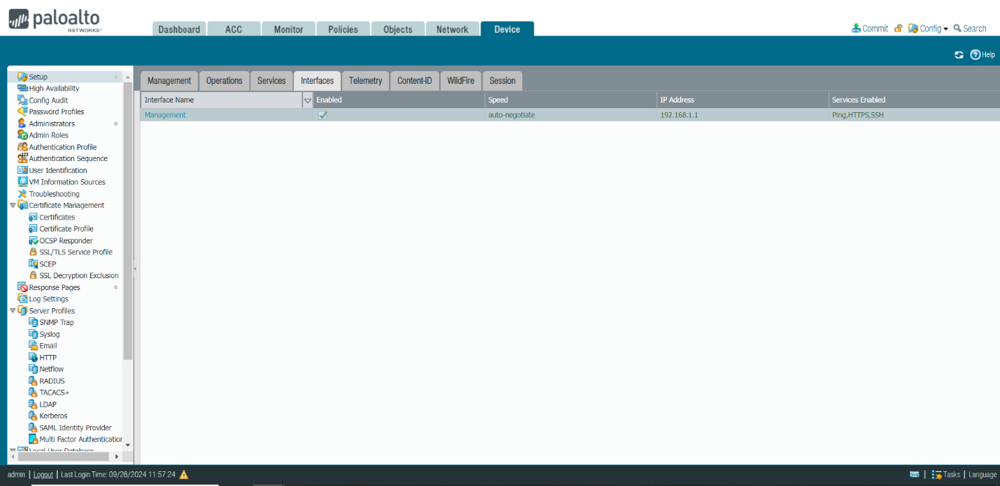 paloalto
NETWORKS®
Dashboard ACC Monitor Policies Objects Network Device
Commit Config Search
Help
Management Operations Services Interfaces Telemetry Content-ID WildFire Session
Interface Name Enabled Speed IP Address Services Enabled
Management auto-negotiate 192.168.1.1 Ping,HTTPS,SSH
Setup
High Availability
Config Audit
Password Profiles
Administrators
Admin Roles
Authentication Profile
Authentication Sequence
User Identification
VM Information Sources
Troubleshooting
Certificate Management
Certificates
Certificate Profile
OCSP Responder
SSL/TLS Service Profile
SCEP
SSL Decryption Exclusion
Response Pages
Log Settings
Server Profiles
SNMP Trap
Syslog
Email
HTTP
Netflow
RADIUS
TACACS+
LDAP
Kerberos
SAML Identity Provider
Multi Factor Authentication
Local User Database
admin | Logout | Last Login Time: 09/26/2024 11:57:24 | Tasks | Language